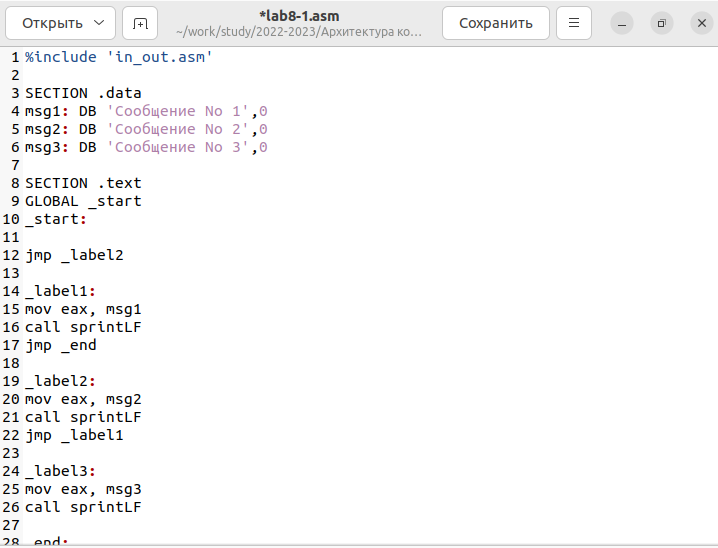 Открыть
*lab8-1.asm
~/work/study/2022-2023/Архитектура ко…
Сохранить
1 %include 'in_out.asm'
2
3 SECTION .data
4 msg1: DB 'Сообщение No 1',0
5 msg2: DB 'Сообщение No 2',0
6 msg3: DB 'Сообщение No 3',0
7
8 SECTION .text
9 GLOBAL _start
10 _start:
11
12 jmp _label2
13
14 _label1:
15 mov eax, msg1
16 call sprintLF
17 jmp _end
18
19 _label2:
20 mov eax, msg2
21 call sprintLF
22 jmp _label1
23
24 _label3:
25 mov eax, msg3
26 call sprintLF
27
28 _end: